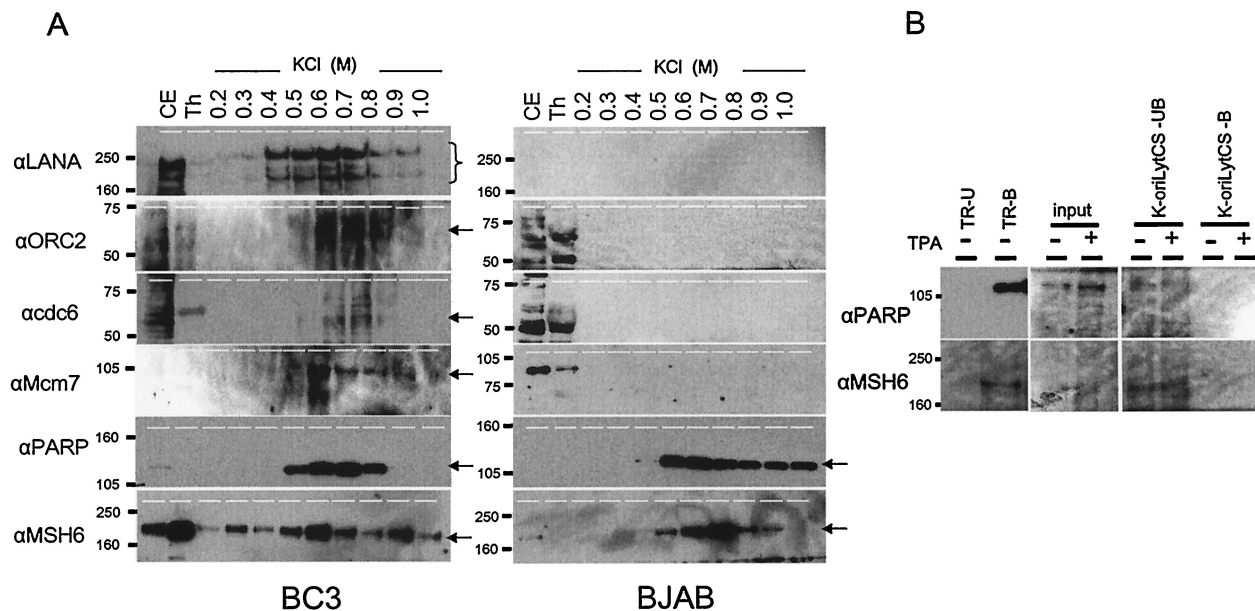 A
B
KCl (M)
KCl (M)
CE Th 0.2 0.3 0.4 0.5 0.6 0.7 0.8 0.9 1.0
CE Th 0.2 0.3 0.4 0.5 0.6 0.7 0.8 0.9 1.0
αLANA
250
160
250
160
αORC2
75
50
75
50
αcdc6
75
50
75
50
αMcm7
105
105
75
αPARP
160
105
160
105
αMSH6
250
160
250
160
BC3
BJAB
TR-U
TR-B
input
K-oriLytCS -UB
K-oriLytCS -B
TPA - - - + - + - +
αPARP
105
αMSH6
250
160